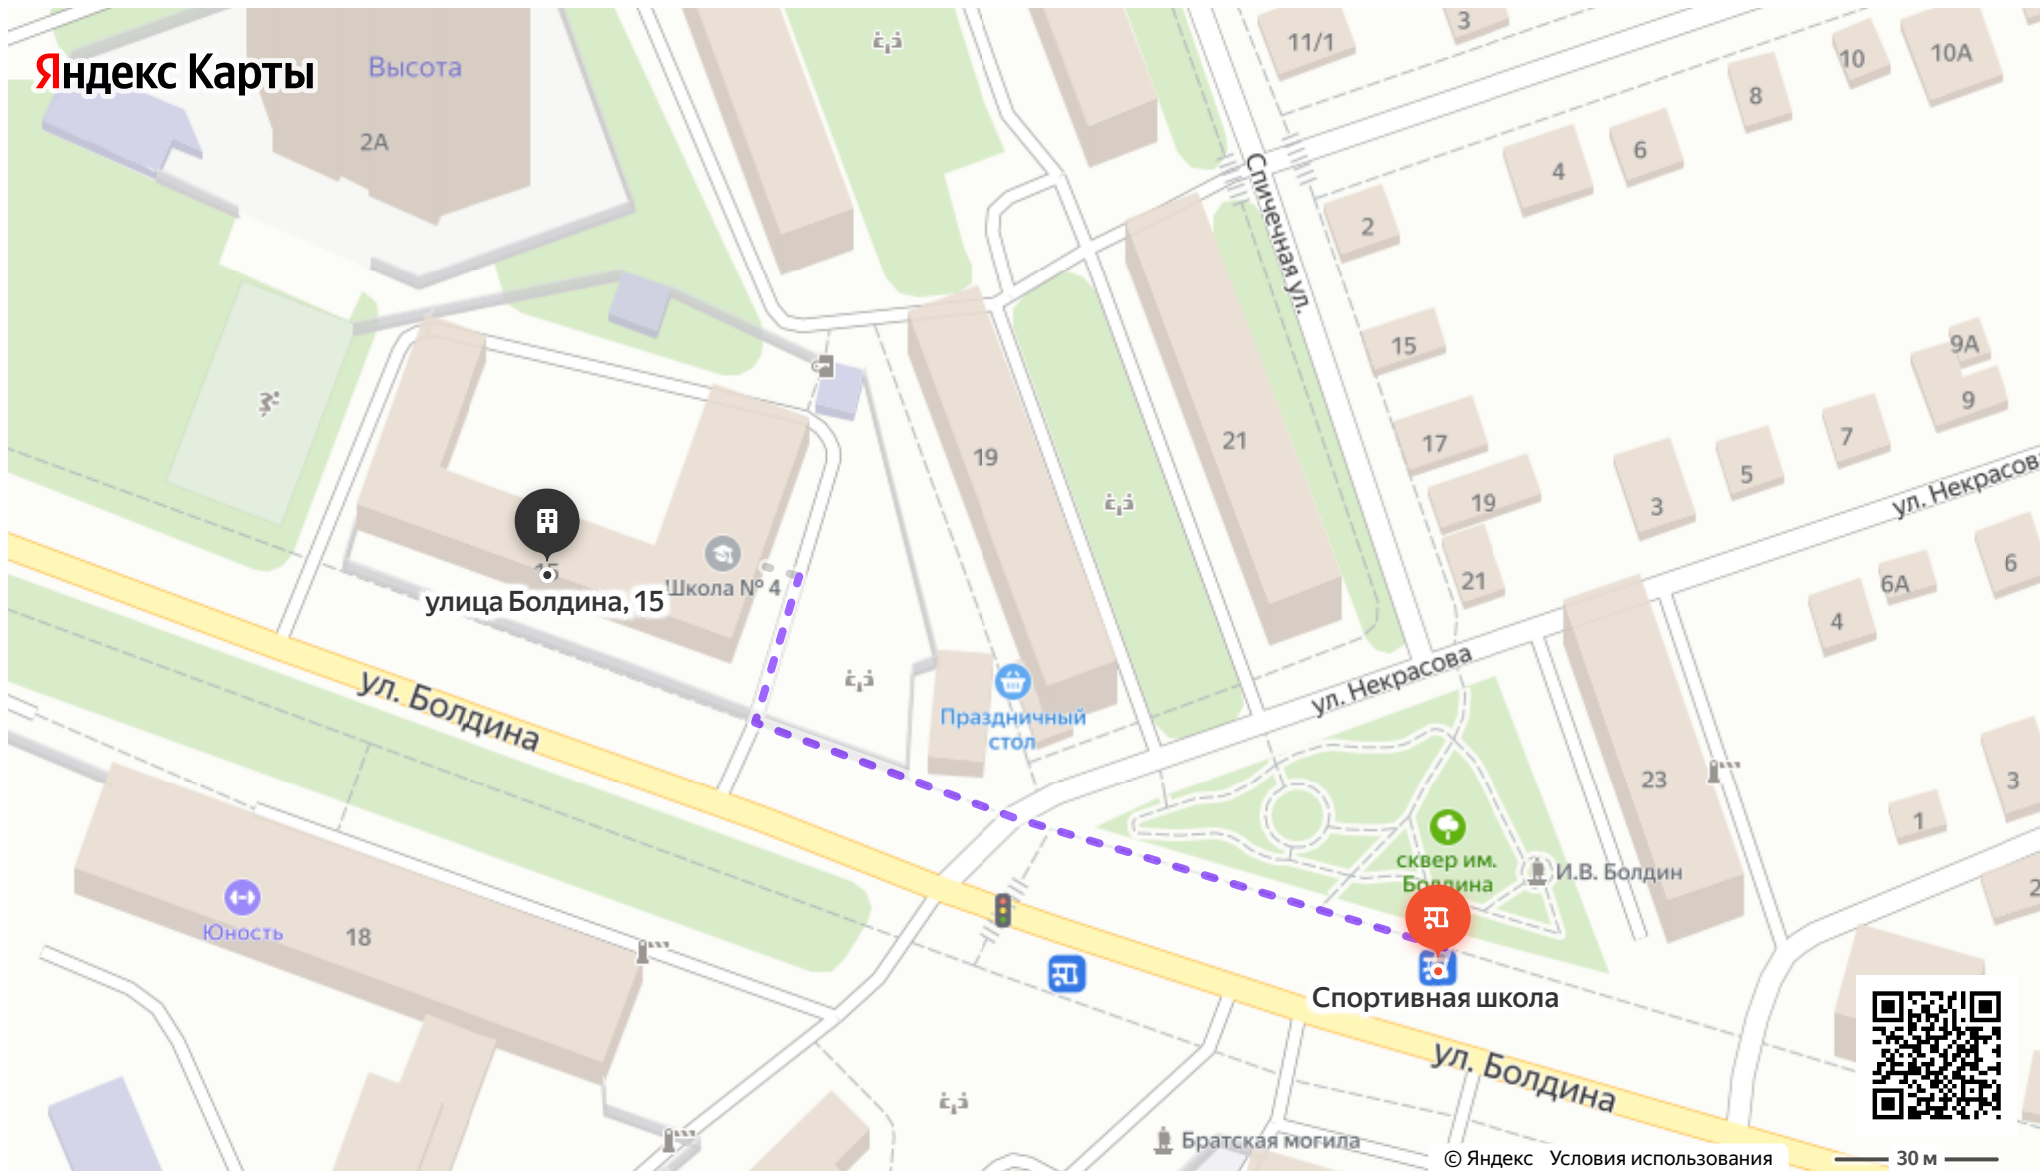 11/1
3
Яндекс Карты
Высота
10
10А
8
2А
6
4
Спичечная ул.
2
15
9А
9
17
7
21
19
5
19
3
ул. Некрасова
21
6
6А
15
Школа № 4
улица Болдина, 15
4
ул. Некрасова
ул. Болдина
Праздничный
стол
23
3
1
сквер им.
Болдина
И.В. Болдин
2
Юность
18
Спортивная школа
ул. Болдина
Братская могила
© Яндекс Условия использования
30 м